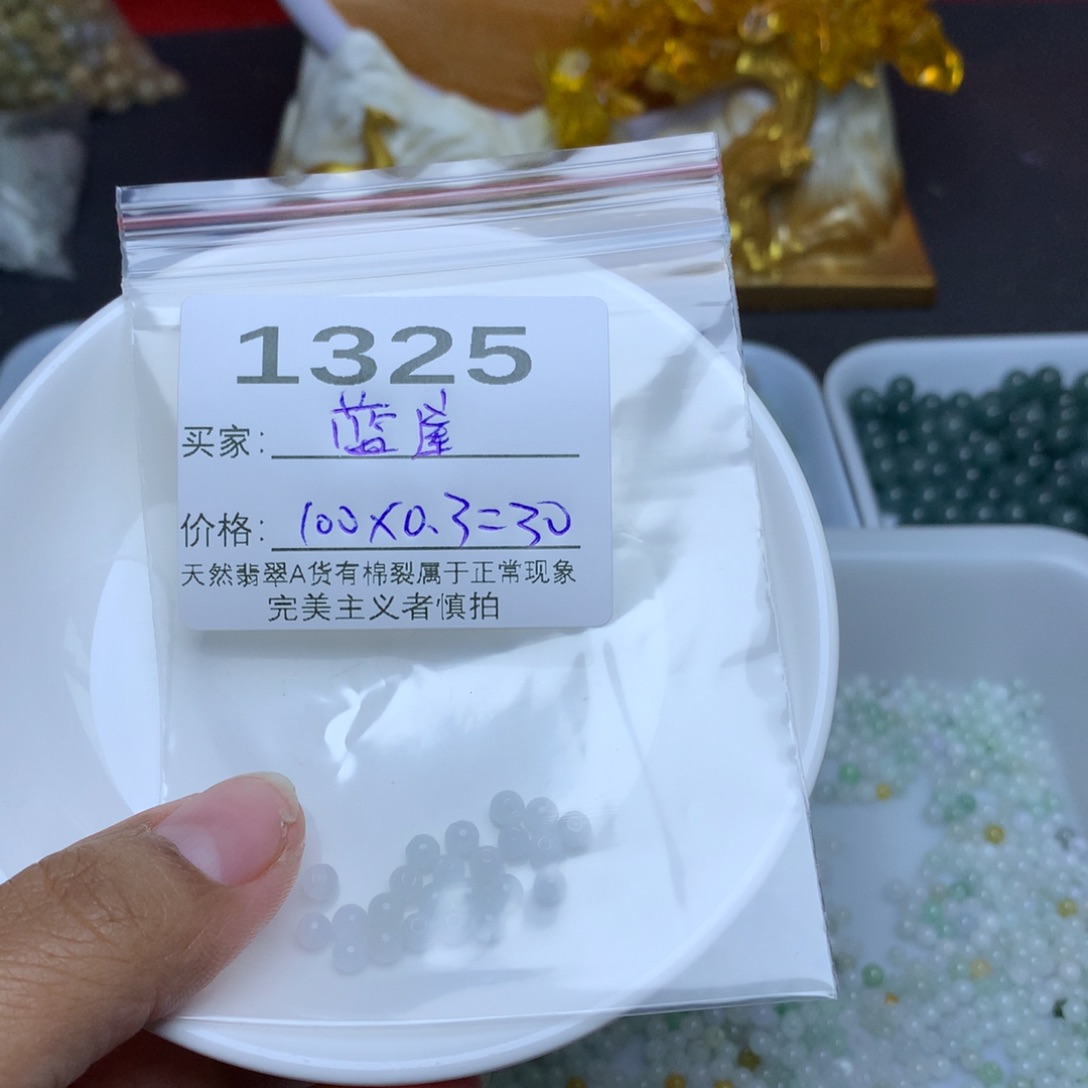 1325
买家: 蓝崖
价格: 100×0.3=30
天然翡翠A货有棉裂属于正常现象
完美主义者慎拍